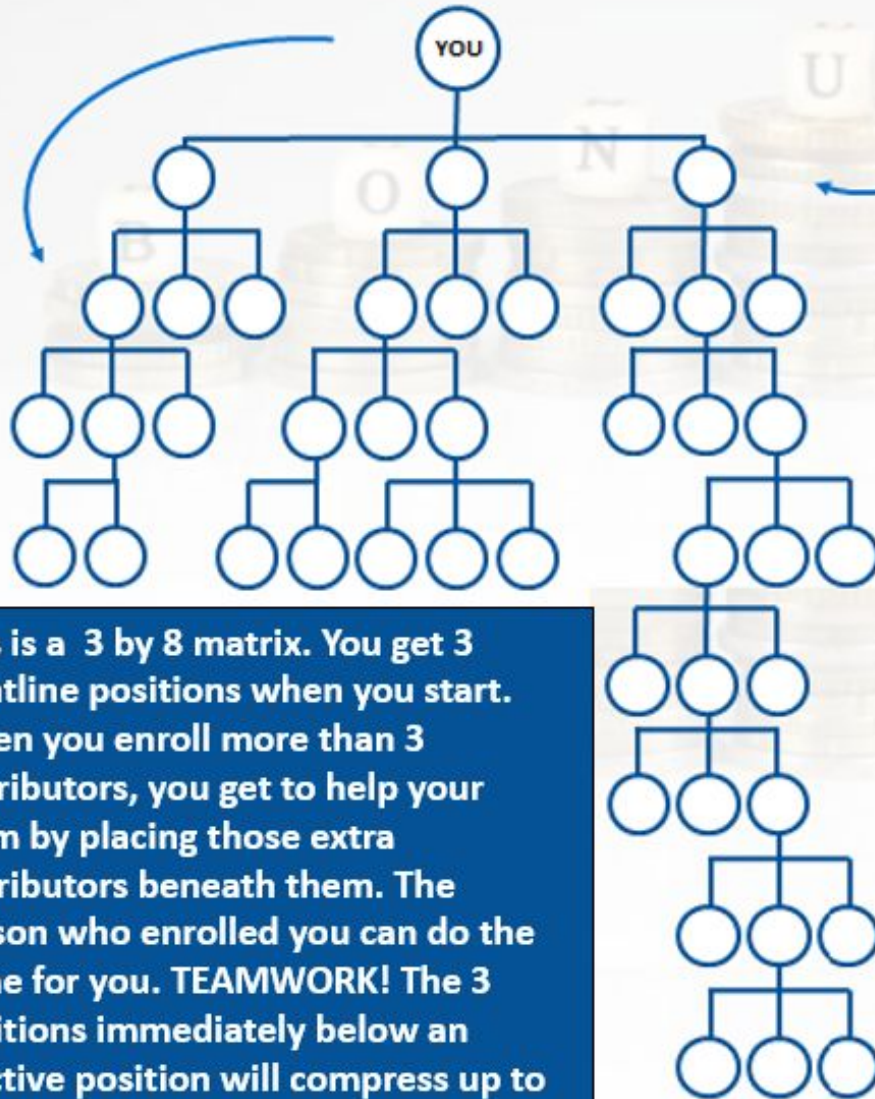 YOU
B O N U
is a 3 by 8 matrix. You get 3
positions when you start.
you enroll more than 3
you get to help your
by placing those extra
beneath them. The
who enrolled you can do the
for you. TEAMWORK! The 3
immediately below an
position will compress up to